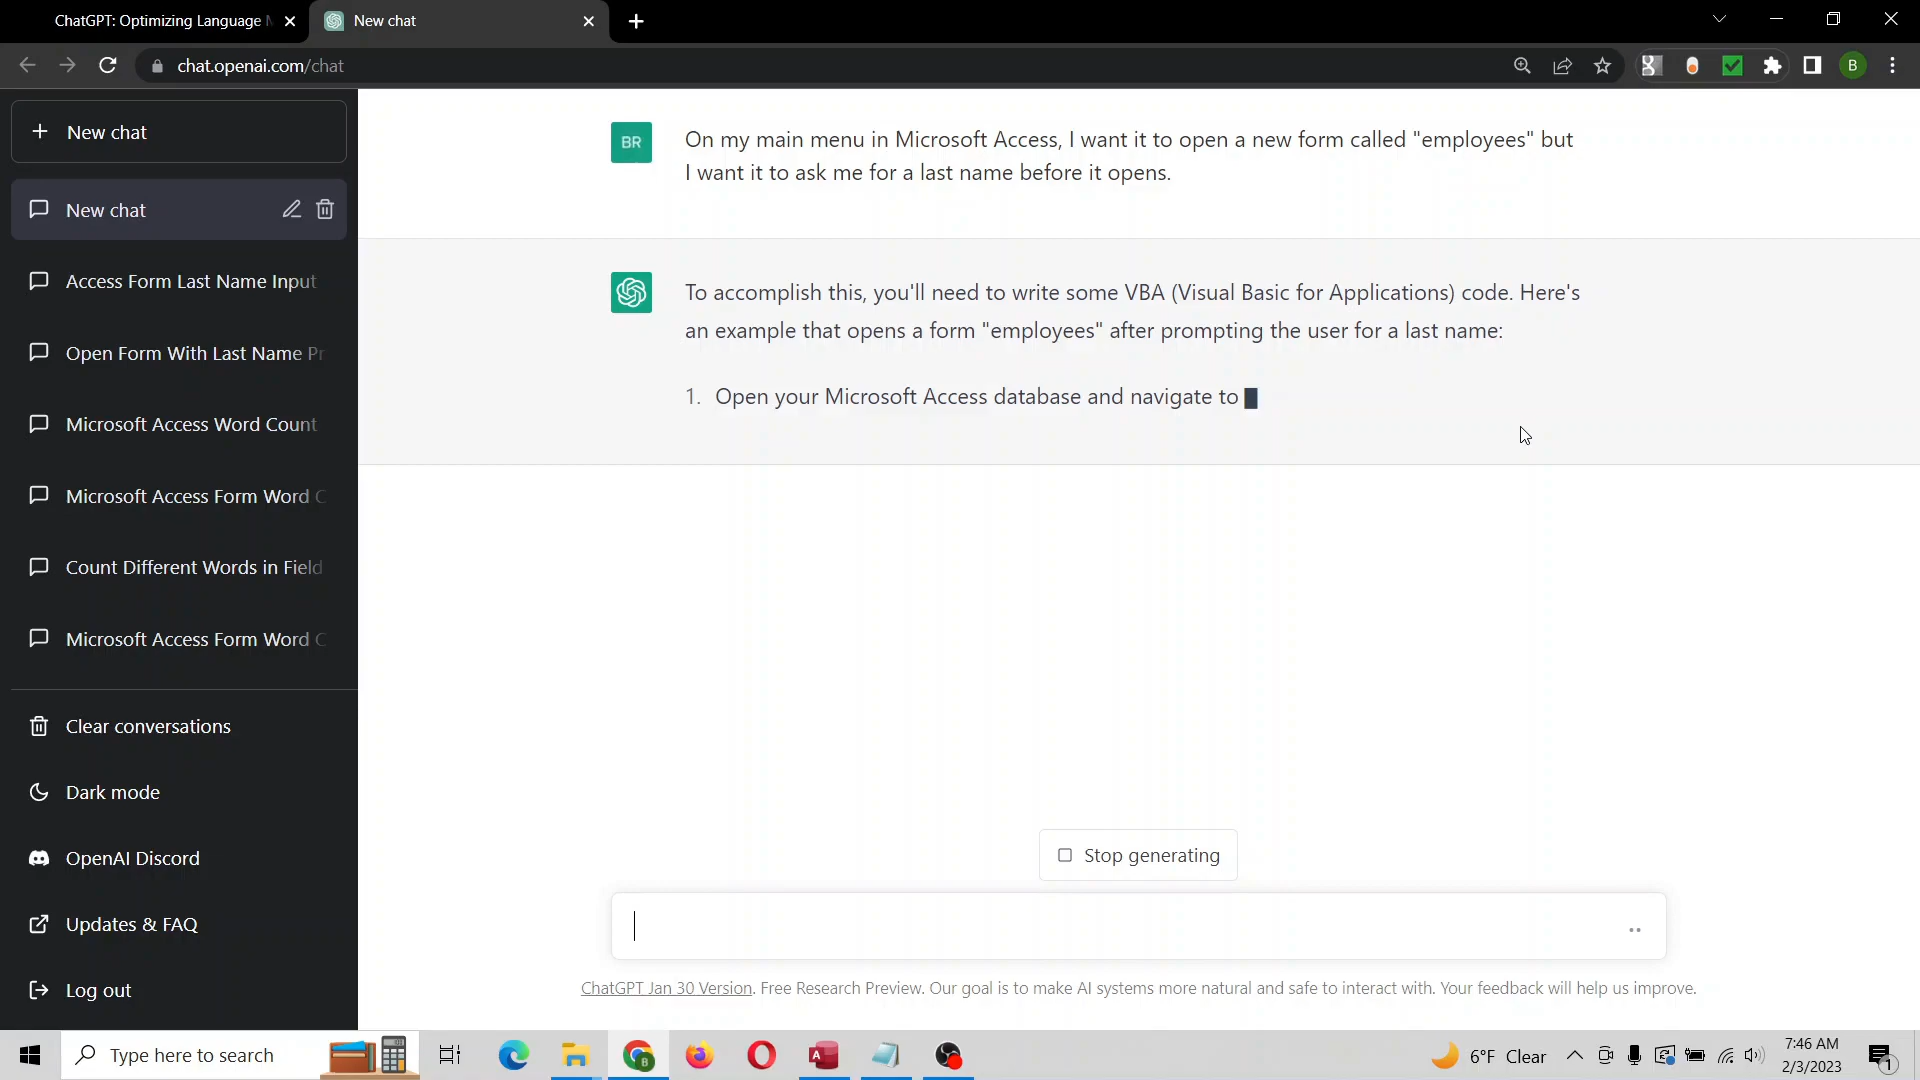 ChatGPT: Optimizing Language
New chat
chat.openai.com/chat
B
New chat
New chat
Access Form Last Name Input
Open Form With Last Name Pr
Microsoft Access Word Count
Microsoft Access Form Word C
Count Different Words in Field
Microsoft Access Form Word C
Clear conversations
Dark mode
OpenAI Discord
Updates & FAQ
Log out
BR
On my main menu in Microsoft Access, I want it to open a new form called "employees" but
I want it to ask me for a last name before it opens.
To accomplish this, you'll need to write some VBA (Visual Basic for Applications) code. Here's
an example that opens a form "employees" after prompting the user for a last name:
1. Open your Microsoft Access database and navigate to
Stop generating
ChatGPT Jan 30 Version. Free Research Preview. Our goal is to make AI systems more natural and safe to interact with. Your feedback will help us improve.
Type here to search
6°F Clear
7:46 AM
2/3/2023
1